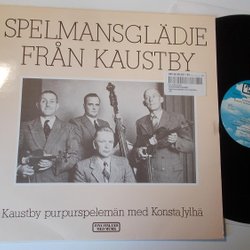 SPELMANSGLÄDJE
FRÅN KAUSTBY
Kaustby purpurspelemän med Konsta Jylhä